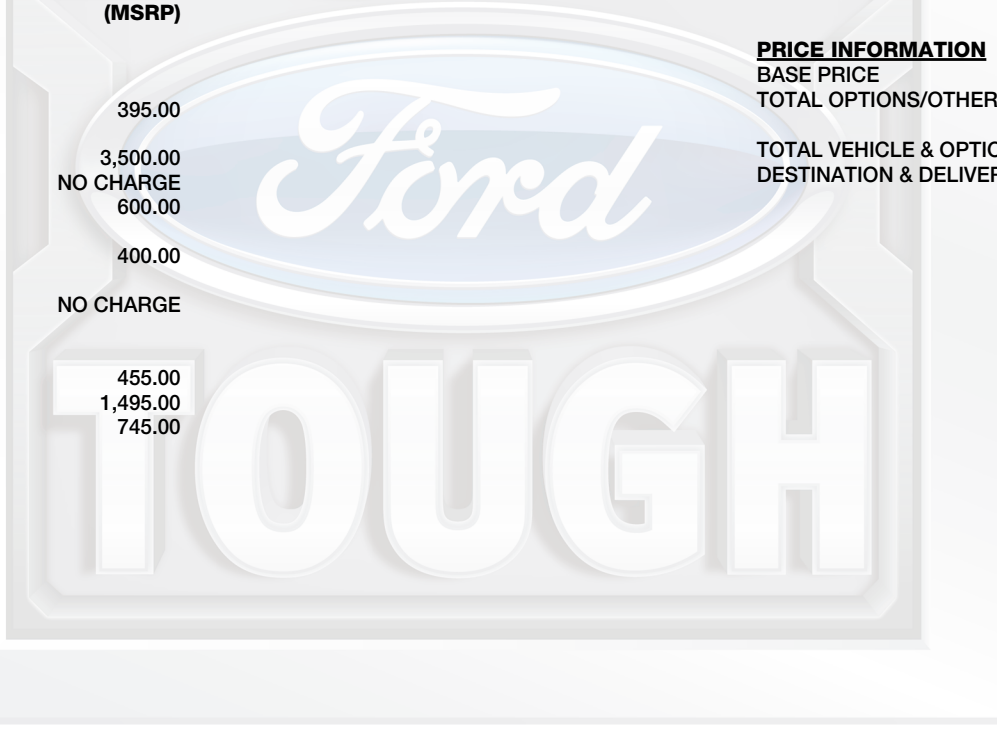 (MSRP)
395.00
3,500.00
NO CHARGE
600.00
400.00
NO CHARGE
455.00
1,495.00
745.00
PRICE INFORMATION
BASE PRICE
TOTAL OPTIONS/OTHER
TOTAL VEHICLE & OPTIO
DESTINATION & DELIVER
Ford
TOUGH